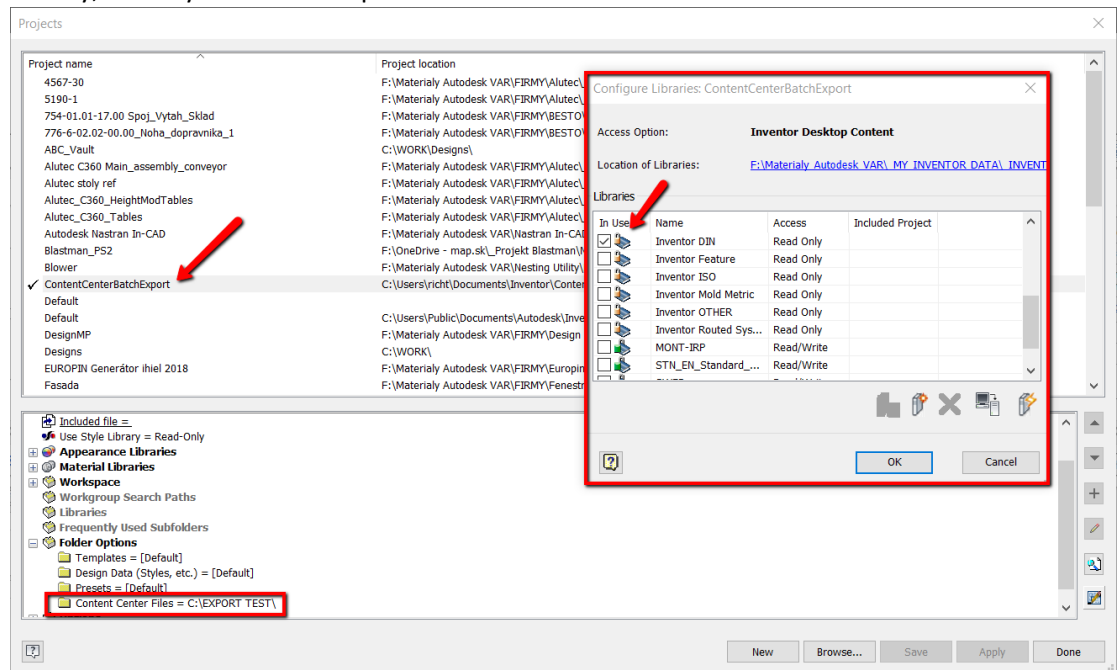 Projects
Project name Project location
4567-30 F:\Materialy Autodesk VAR\FIRMY\Alutec\
5190-1 F:\Materialy Autodesk VAR\FIRMY\Alutec\
754-01.01-17.00 Spoj_Vytah_Sklad F:\Materialy Autodesk VAR\FIRMY\BESTO
776-6-02.02-00.00_Noha_dopravnika_1 F:\Materialy Autodesk VAR\FIRMY\BESTO
ABC_Vault C:\WORK\Designs\
Alutec C360 Main_assembly_conveyor F:\Materialy Autodesk VAR\FIRMY\Alutec\
Alutec stoly ref F:\Materialy Autodesk VAR\FIRMY\Alutec\
Alutec_C360_HeightModTables F:\Materialy Autodesk VAR\FIRMY\Alutec\
Alutec_C360_Tables F:\Materialy Autodesk VAR\FIRMY\Alutec\
Autodesk Nastran In-CAD F:\Materialy Autodesk VAR\Nastran In-CAD
Blastman_PS2 F:\OneDrive - map.sk\_Projekt Blastman\
Blower F:\Materialy Autodesk VAR\Nesting Utility\
ContentCenterBatchExport C:\Users\richt\Documents\Inventor\Conte
Default
Default C:\Users\Public\Documents\Autodesk\Inve
DesignMP F:\Materialy Autodesk VAR\FIRMY\Design
Designs C:\WORK\
EUROPIN Generátor ihiel 2018 F:\Materialy Autodesk VAR\FIRMY\Europin
Fasada F:\Materialy Autodesk VAR\FIRMY\Fenest
Configure Libraries: ContentCenterBatchExport
Access Option: Inventor Desktop Content
Location of Libraries: F:\Materialy Autodesk VAR\_MY INVENTOR DATA\_INVENT
Libraries
In Use Name Access Included Project
Inventor DIN Read Only
Inventor Feature Read Only
Inventor ISO Read Only
Inventor Mold Metric Read Only
Inventor OTHER Read Only
Inventor Routed Sys... Read Only
MONT-IRP Read/Write
STN_EN_Standard_... Read/Write
OK Cancel
Included file =
Use Style Library = Read-Only
Appearance Libraries
Material Libraries
Workspace
Workgroup Search Paths
Libraries
Frequently Used Subfolders
Folder Options
Templates = [Default]
Design Data (Styles, etc.) = [Default]
Presets = [Default]
Content Center Files = C:\EXPORT TEST\
New Browse... Save Apply Done